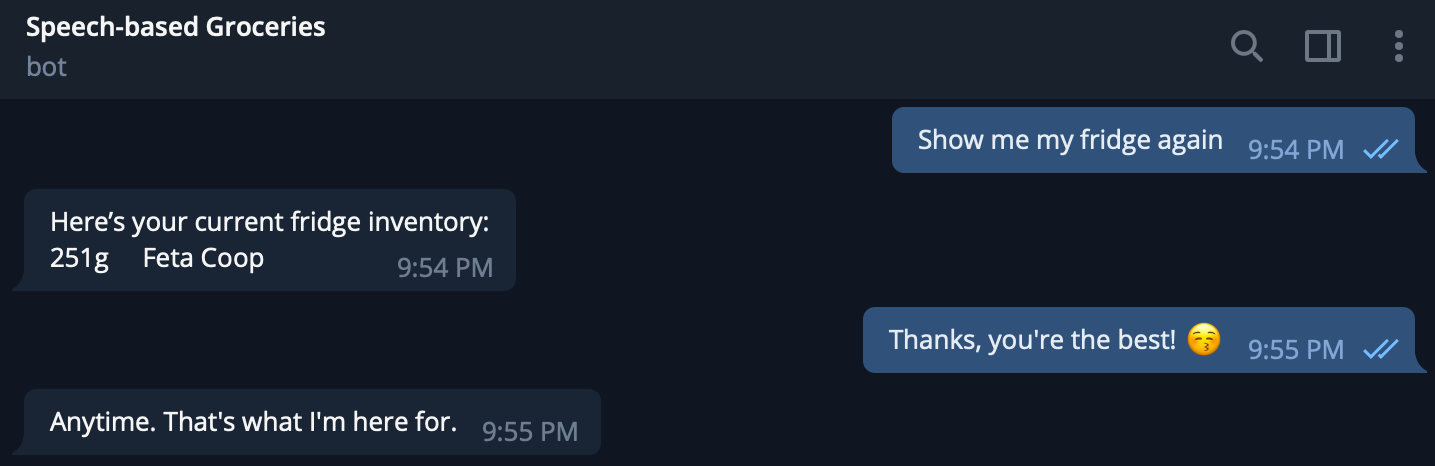 Speech-based Groceries
bot
Show me my fridge again 9:54 PM
Here’s your current fridge inventory:
251g Feta Coop 9:54 PM
Thanks, you're the best! 😚 9:55 PM
Anytime. That's what I'm here for. 9:55 PM